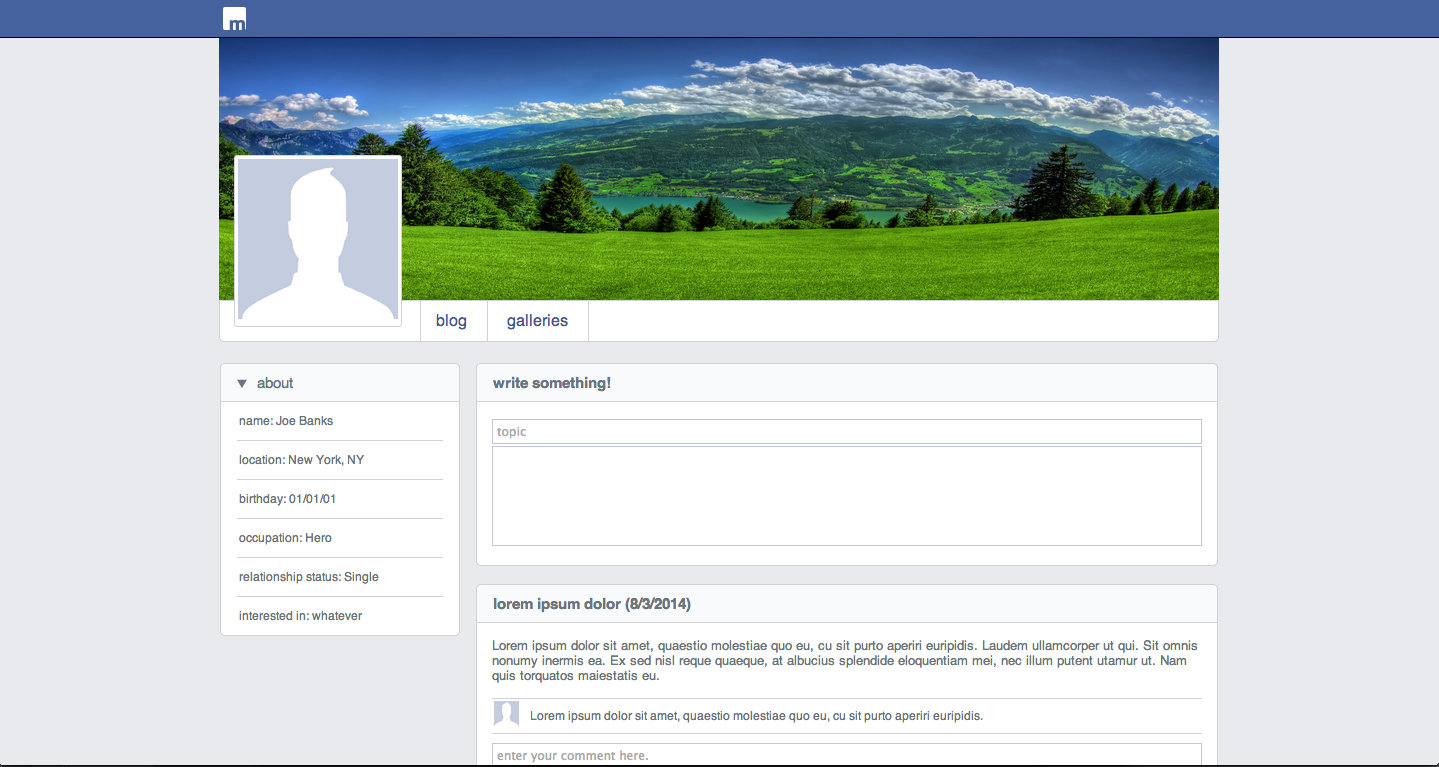 m
blog
galleries
about
name: Joe Banks
location: New York, NY
birthday: 01/01/01
occupation: Hero
relationship status: Single
interested in: whatever
write something!
topic
lorem ipsum dolor (8/3/2014)
Lorem ipsum dolor sit amet, quaestio molestiae quo eu, cu sit purto aperiri euripidis. Laudem ullamcorper ut qui. Sit omnis
nonumy inermis ea. Ex sed nisl reque quaeque, at albucius splendide eloquentiam mei, nec illum putent utamur ut. Nam
quis torquatos maiestatis eu.
Lorem ipsum dolor sit amet, quaestio molestiae quo eu, cu sit purto aperiri euripidis.
enter your comment here.